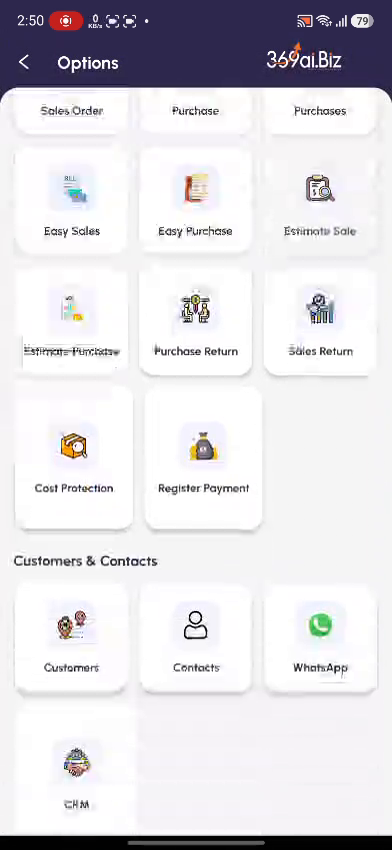 2:50 0 KB/s 79
Options 369ai.Biz
Sales Order Purchase Purchases
BILL
Easy Sales Easy Purchase Estimate Sale
Estimate Purchase Purchase Return Sales Return
Cost Protection Register Payment
Customers & Contacts
Customers Contacts WhatsApp
CRM